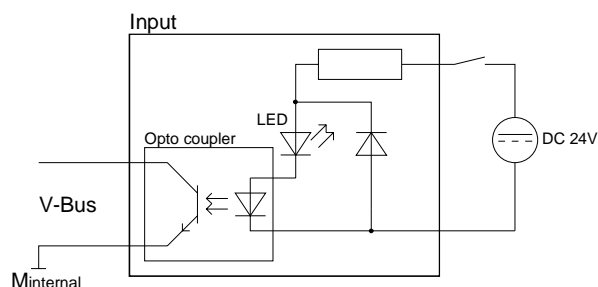 Input
LED
Opto coupler
DC 24V
V-Bus
Minternal